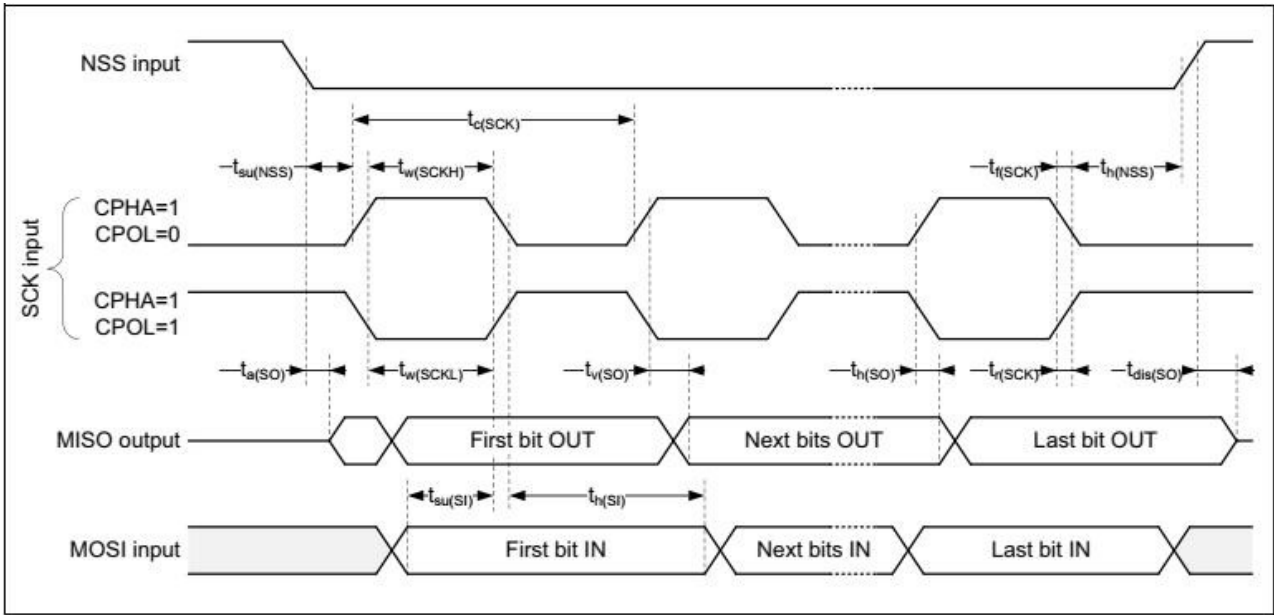 NSS input
tc(SCK)
tsu(NSS)
tw(SCKH)
tf(SCK)
th(NSS)
SCK input
CPHA=1
CPOL=0
CPHA=1
CPOL=1
ta(SO)
tw(SCKL)
tv(SO)
th(SO)
tr(SCK)
tdis(SO)
MISO output
First bit OUT
Next bits OUT
Last bit OUT
tsu(SI)
th(SI)
MOSI input
First bit IN
Next bits IN
Last bit IN